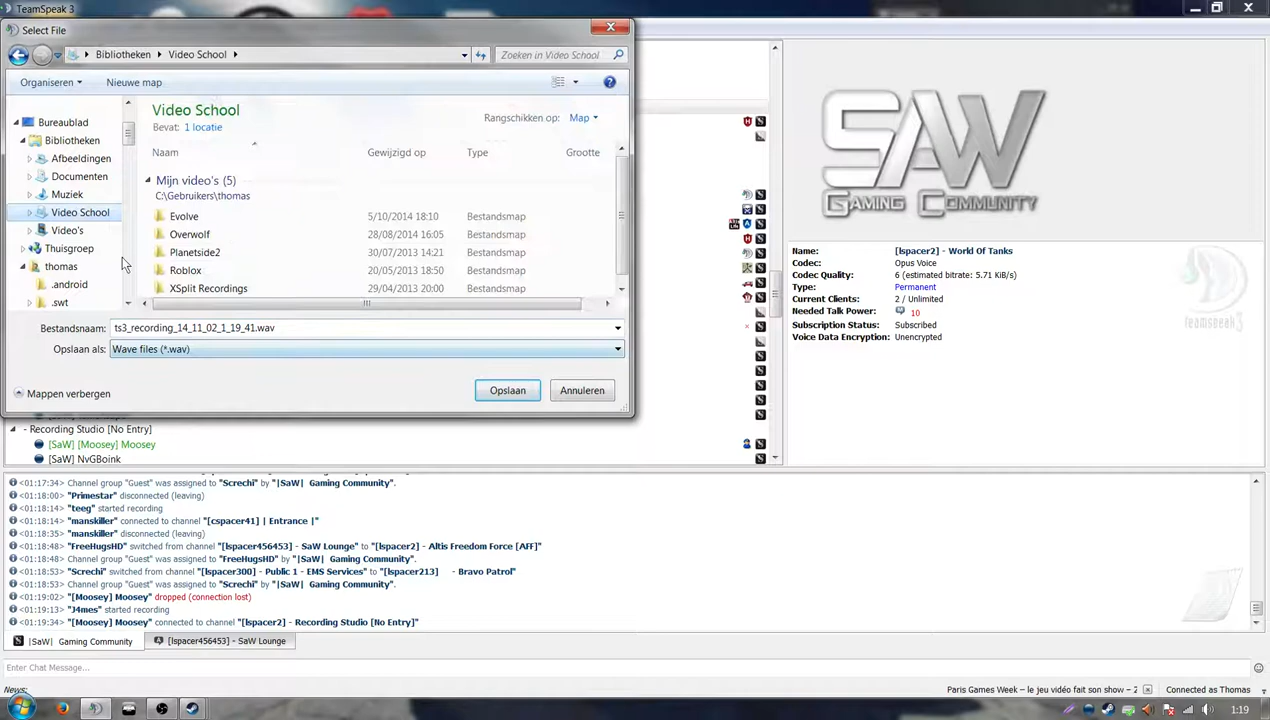 TeamSpeak 3
Select File
Bibliotheken Video School
Zoeken in Video School
Organiseren Nieuwe map
Bureaublad
Bibliotheken
Afbeeldingen
Documenten
Muziek
Video School
Video's
Thuisgroep
thomas
.android
.swt
Video School
Bevat: 1 locatie
Rangschikken op: Map
Naam Gewijzigd op Type Grootte
Mijn video's (5)
C:\Gebruikers\thomas
Evolve 5/10/2014 18:10 Bestandsmap
Overwolf 28/08/2014 16:05 Bestandsmap
Planetside2 30/07/2013 14:21 Bestandsmap
Roblox 20/05/2013 18:50 Bestandsmap
XSplit Recordings 29/04/2013 20:00 Bestandsmap
Bestandsnaam: ts3_recording_14_11_02_1_19_41.wav
Opslaan als: Wave files (*.wav)
Mappen verbergen
Opslaan Annuleren
SAW
GAMING COMMUNITY
Name: [lspacer2] - World Of Tanks
Codec: Opus Voice
Codec Quality: 6 (estimated bitrate: 5.71 KiB/s)
Type: Permanent
Current Clients: 2 / Unlimited
Needed Talk Power: 10
Subscription Status: Subscribed
Voice Data Encryption: Unencrypted
teamspeak3
- Recording Studio [No Entry]
[SaW] [Moosey] Moosey
[SaW] NvGBoink
<01:17:34> Channel group "Guest" was assigned to "Screchi" by "|SaW| Gaming Community".
<01:18:00> "Primestar" disconnected (leaving)
<01:18:14> "teeg" started recording
<01:18:14> "manskiller" connected to channel "[cspacer41] | Entrance |"
<01:18:35> "manskiller" disconnected (leaving)
<01:18:48> "FreeHugsHD" switched from channel "[lspacer456453] - SaW Lounge" to "[lspacer2] - Altis Freedom Force [AFF]"
<01:18:48> Channel group "Guest" was assigned to "FreeHugsHD" by "|SaW| Gaming Community".
<01:18:53> "Screchi" switched from channel "[lspacer300] - Public 1 - EMS Services" to "[lspacer213] - Bravo Patrol"
<01:18:53> Channel group "Guest" was assigned to "Screchi" by "|SaW| Gaming Community".
<01:19:02> "[Moosey] Moosey" dropped (connection lost)
<01:19:13> "J4mes" started recording
<01:19:34> "[Moosey] Moosey" connected to channel "[lspacer2] - Recording Studio [No Entry]"
|SaW| Gaming Community [lspacer456453] - SaW Lounge
Enter Chat Message...
News: Paris Games Week – le jeu vidéo fait son show – 2 Connected as Thomas
1:19